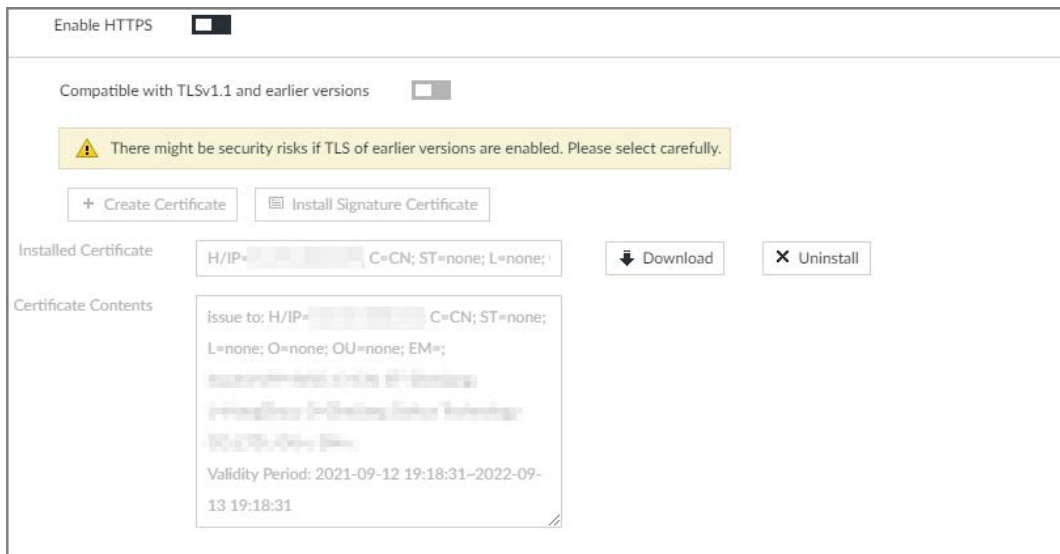 Enable HTTPS
Compatible with TLSv1.1 and earlier versions
There might be security risks if TLS of earlier versions are enabled. Please select carefully.
+ Create Certificate Install Signature Certificate
Installed Certificate H/IP= C=CN; ST=none; L=none; Download X Uninstall
Certificate Contents
issue to: H/IP= C=CN; ST=none;
L=none; O=none; OU=none; EM=;
Validity Period: 2021-09-12 19:18:31~2022-09-
13 19:18:31